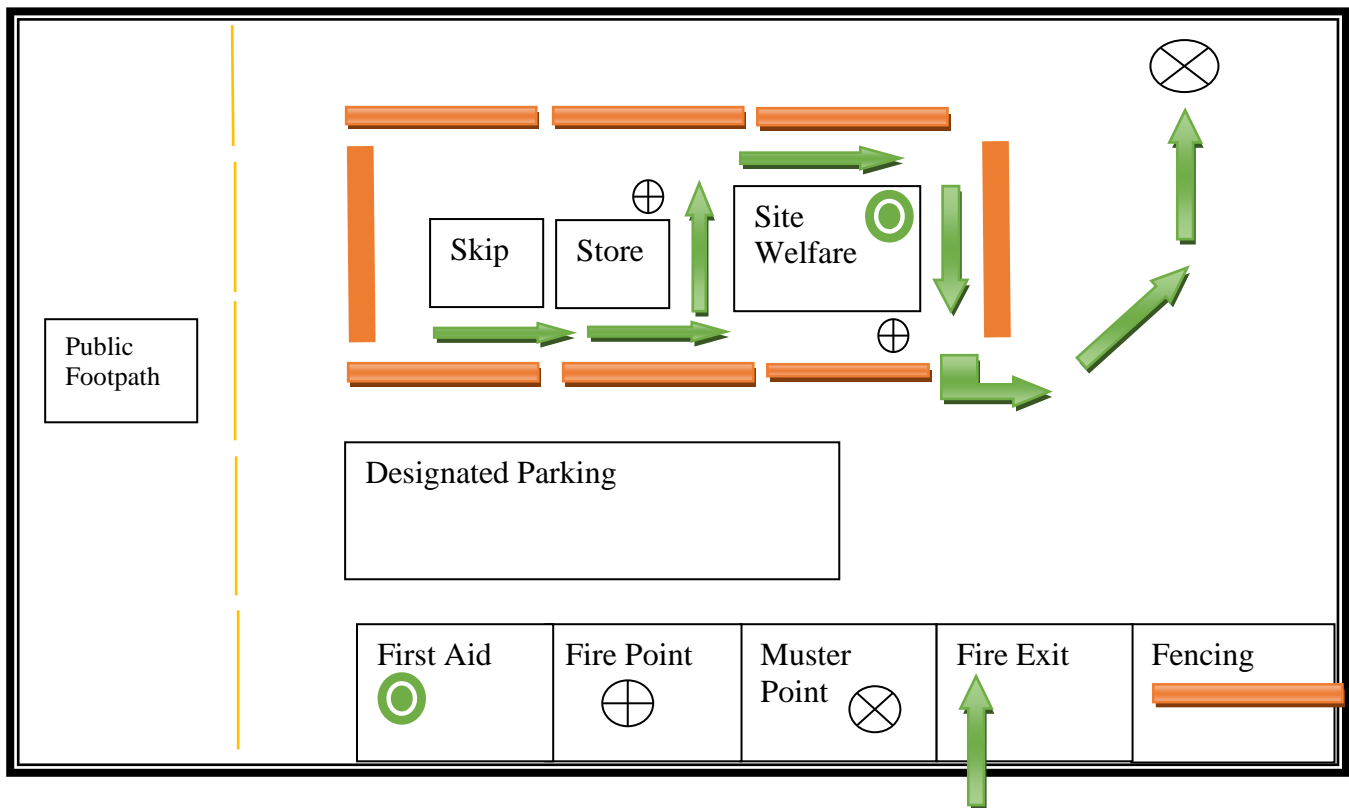 Site
Welfare
Skip
Store
Public
Footpath
Designated Parking
First Aid
Fire Point
Muster
Point
Fire Exit
Fencing